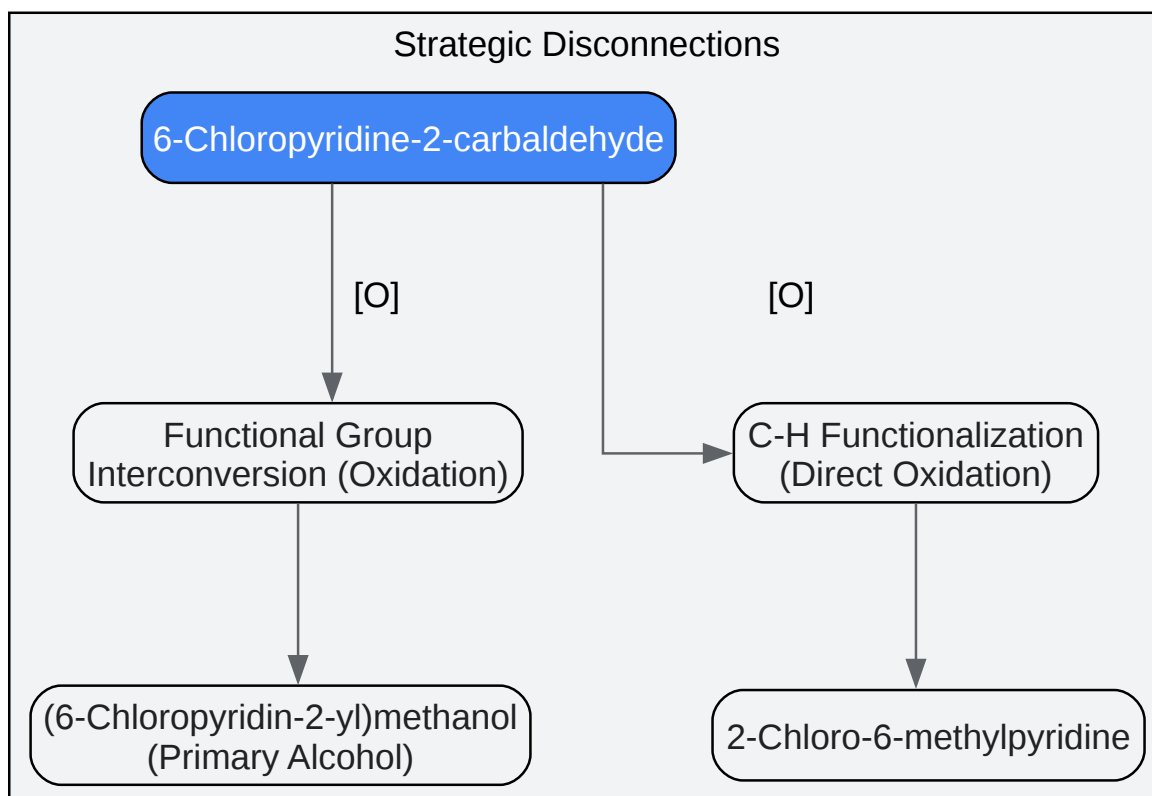 Strategic Disconnections
6-Chloropyridine-2-carbaldehyde
[O]
[O]
Functional Group
Interconversion (Oxidation)
C-H Functionalization
(Direct Oxidation)
(6-Chloropyridin-2-yl)methanol
(Primary Alcohol)
2-Chloro-6-methylpyridine